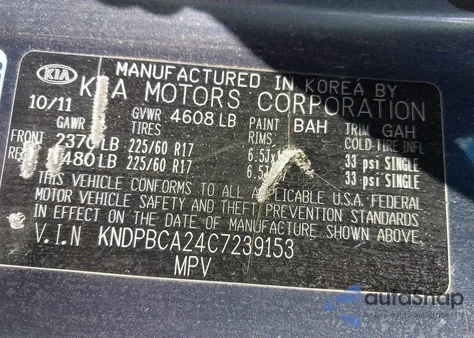 MANUFACTURED IN KOREA BY
KIA KIA MOTORS CORPORATION
10/11 GVWR 4608 LB PAINT BAH TRIM GAH
GAWR TIRES RIMS COLD-TIRE INFL
FRONT 2370 LB 225/60 R17 33 psi SINGLE
480 LB 225/60 R17 33 psi SINGLE
THIS VEHICLE CONFORMS TO ALL APPLICABLE U.S.A. FEDERAL
MOTOR VEHICLE SAFETY AND THEFT PREVENTION STANDARDS
IN EFFECT ON THE DATE OF MANUFACTURE SHOWN ABOVE.
V.I.N KNDPBCA24C7239153
MPV
autoSnap